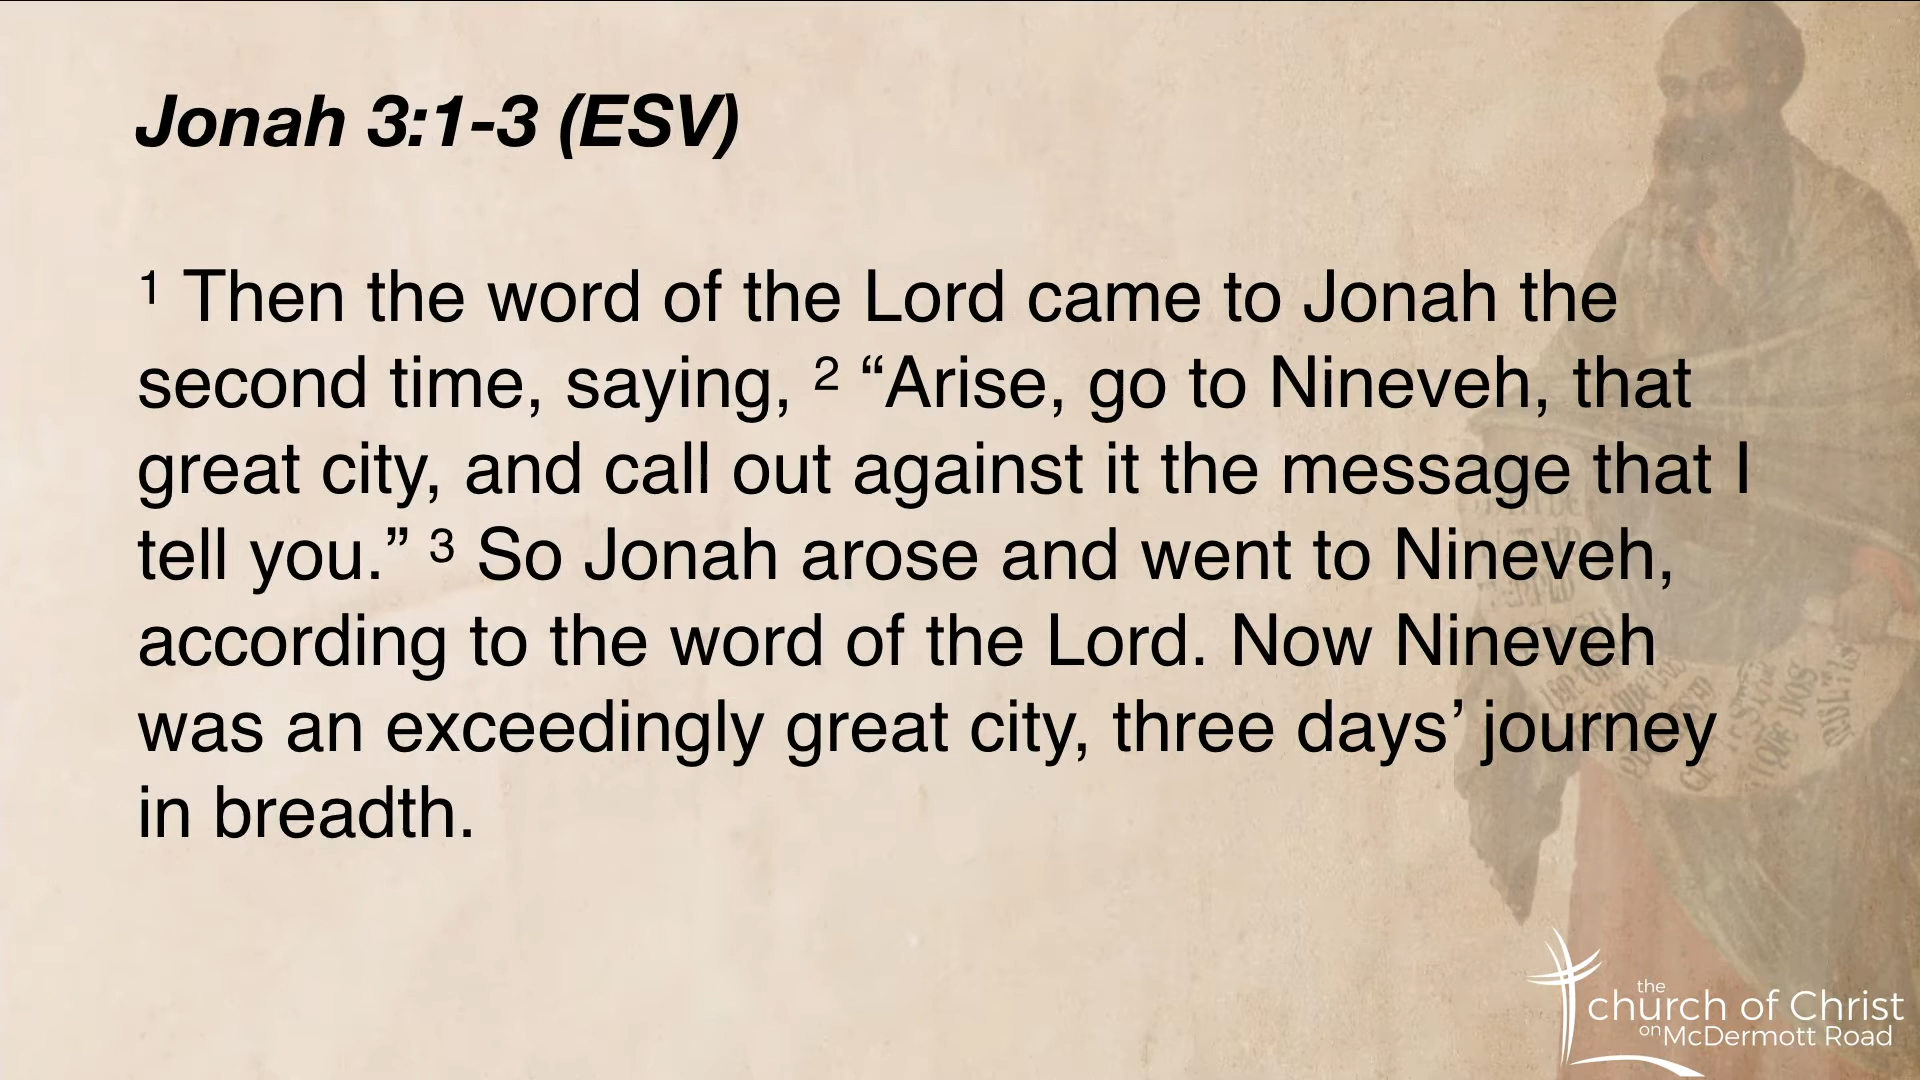 Jonah 3:1-3 (ESV)
1 Then the word of the Lord came to Jonah the
second time, saying, 2 “Arise, go to Nineveh, that
great city, and call out against it the message that I
tell you.” 3 So Jonah arose and went to Nineveh,
according to the word of the Lord. Now Nineveh
was an exceedingly great city, three days’ journey
in breadth.
the
church of Christ
on McDermott Road